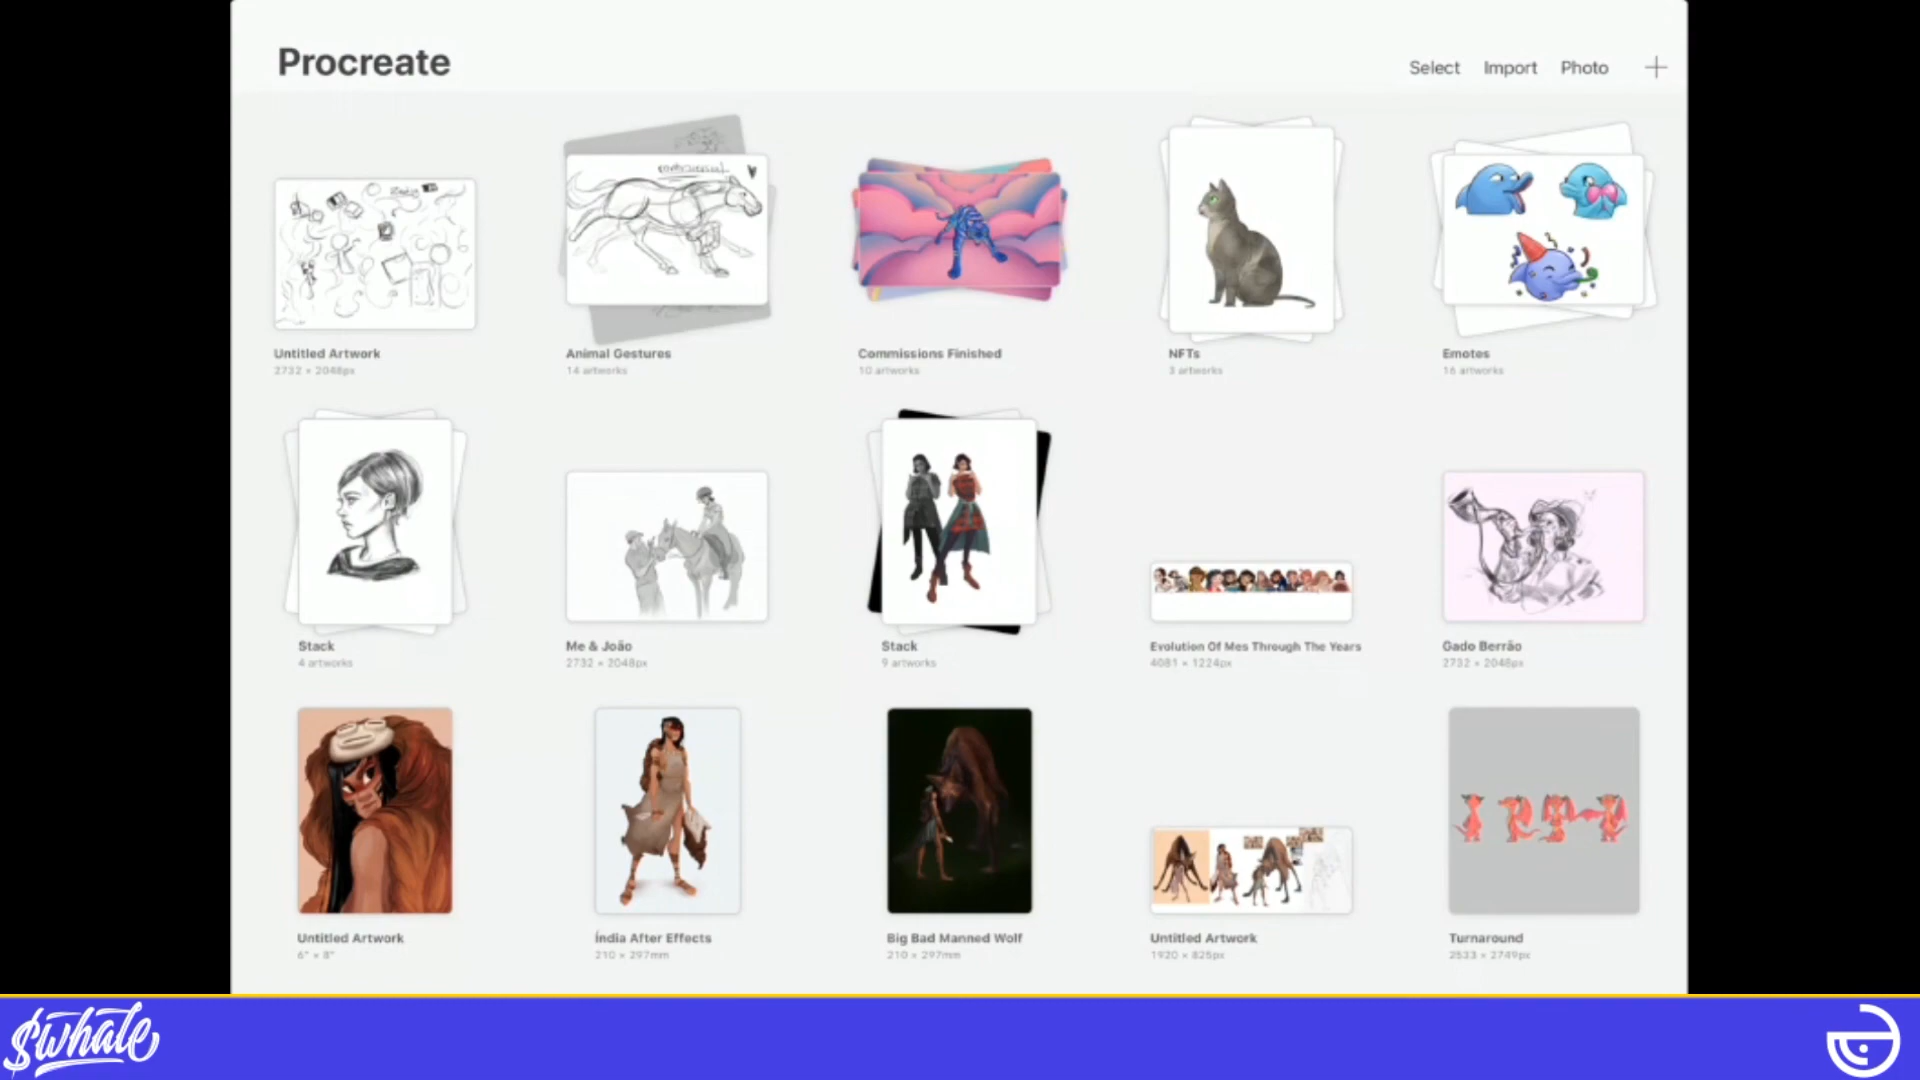 Procreate
Select Import Photo
Untitled Artwork
2732 × 2048px
Animal Gestures
14 artworks
Commissions Finished
10 artworks
NFTs
3 artworks
Emotes
16 artworks
Stack
4 artworks
Me & João
2732 × 2048px
Stack
9 artworks
Evolution Of Mes Through The Years
4081 × 1224px
Gado Berrão
2732 × 2048px
Untitled Artwork
6" × 8"
Índia After Effects
210 × 297mm
Big Bad Manned Wolf
210 × 297mm
Untitled Artwork
1920 × 825px
Turnaround
2533 × 2749px
$whale